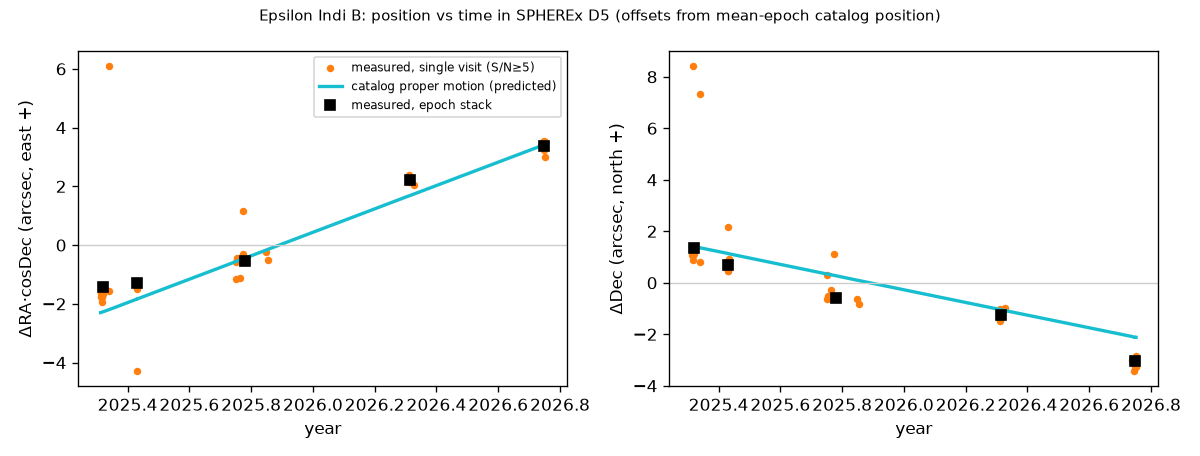 Epsilon Indi B: position vs time in SPHEREx D5 (offsets from mean-epoch catalog position)
measured, single visit (S/N≥5)
catalog proper motion (predicted)
measured, epoch stack
ΔRA·cosDec (arcsec, east +)
6
4
2
0
−2
−4
2025.4 2025.6 2025.8 2026.0 2026.2 2026.4 2026.6 2026.8
year
ΔDec (arcsec, north +)
8
6
4
2
0
−2
−4
2025.4 2025.6 2025.8 2026.0 2026.2 2026.4 2026.6 2026.8
year